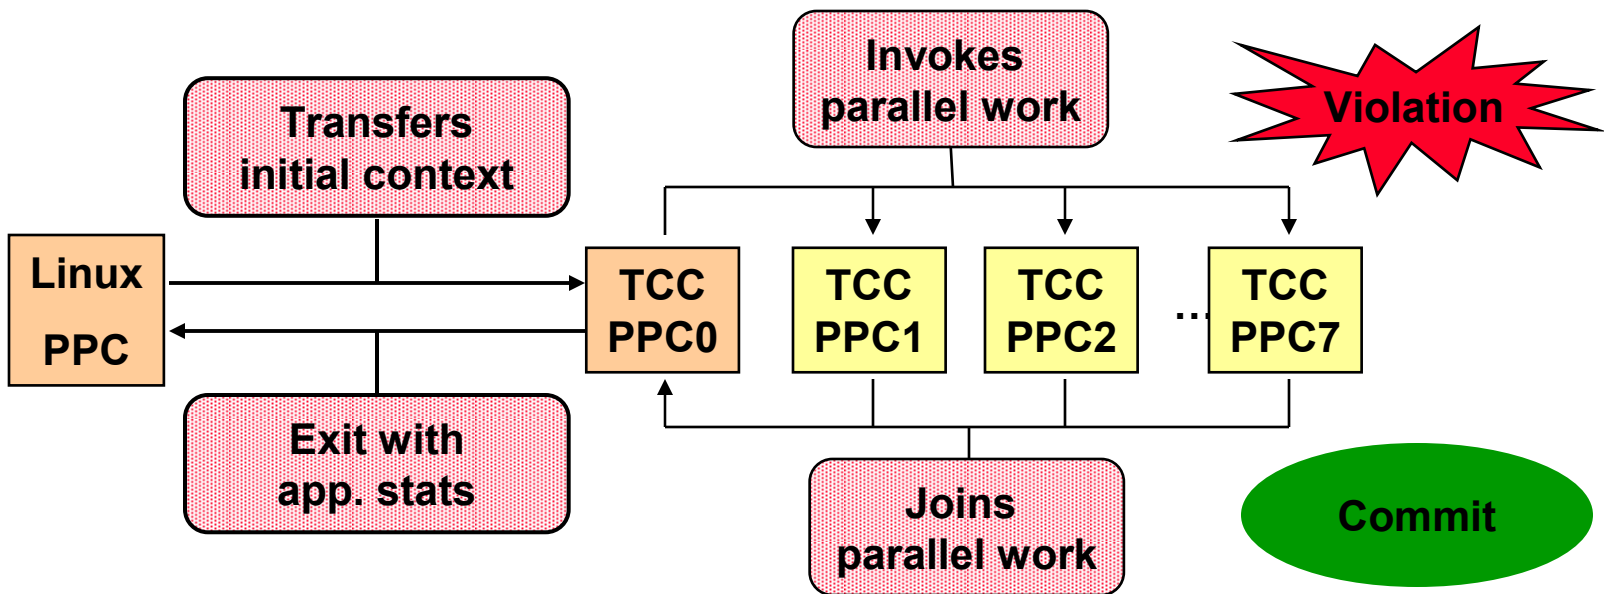 Invokes
parallel work
Violation
Transfers
initial context
Linux
PPC
TCC
PPC0
TCC
PPC1
TCC
PPC2
...
TCC
PPC7
Exit with
app. stats
Joins
parallel work
Commit